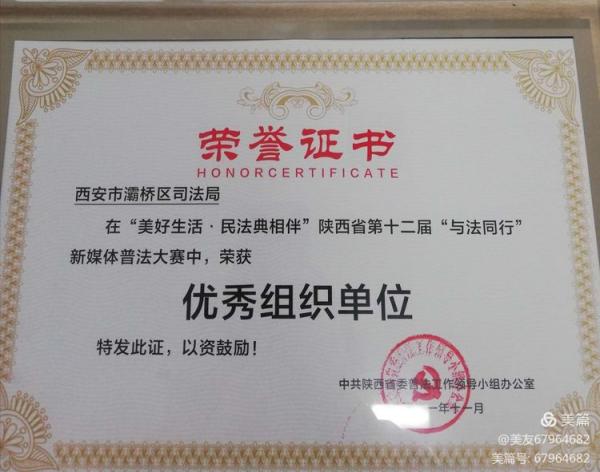 荣誉证书
HONORCERTIFICATE
西安市灞桥区司法局
在“美好生活·民法典相伴”陕西省第十二届“与法同行”
新媒体普法大赛中，荣获
优秀组织单位
特发此证，以资鼓励！
中共陕西省委普法工作领导小组办公室
一年十一月
美篇
@美友67964682
美篇号: 67964682